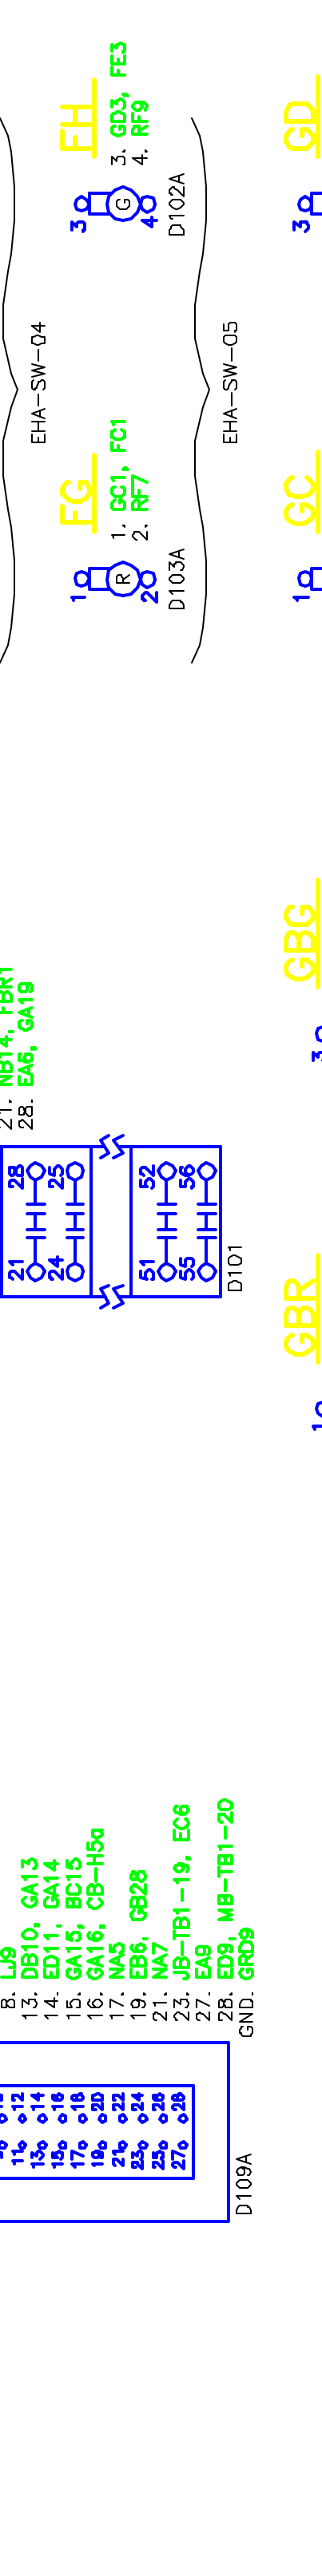 8. LJ9
13. DB10, GA13
14. ED11, GA14
15. GA15, BC15
16. GA16, CB-H5a
17. NA5
19. EB6, GB28
21. NA7
23. JB-TB1-19, EC6
27. EA9
28. ED9, MB-TB1-20
GND. GRD9
11 12
13 14
15 16
17 18
19 20
21 22
23 24
25 26
27 28
D109A
21. NB14, FBR1
28. EA6, GA19
21 28
24 25
51 52
55 56
D101
EHA-SW-04
FG
1 R 2
1. GC1, FC1
2. RF7
D103A
FH
3 G 4
3. GD3, FE3
4. RF9
D102A
EHA-SW-05
GBR
1
GBG
3
GC
1
GD
3